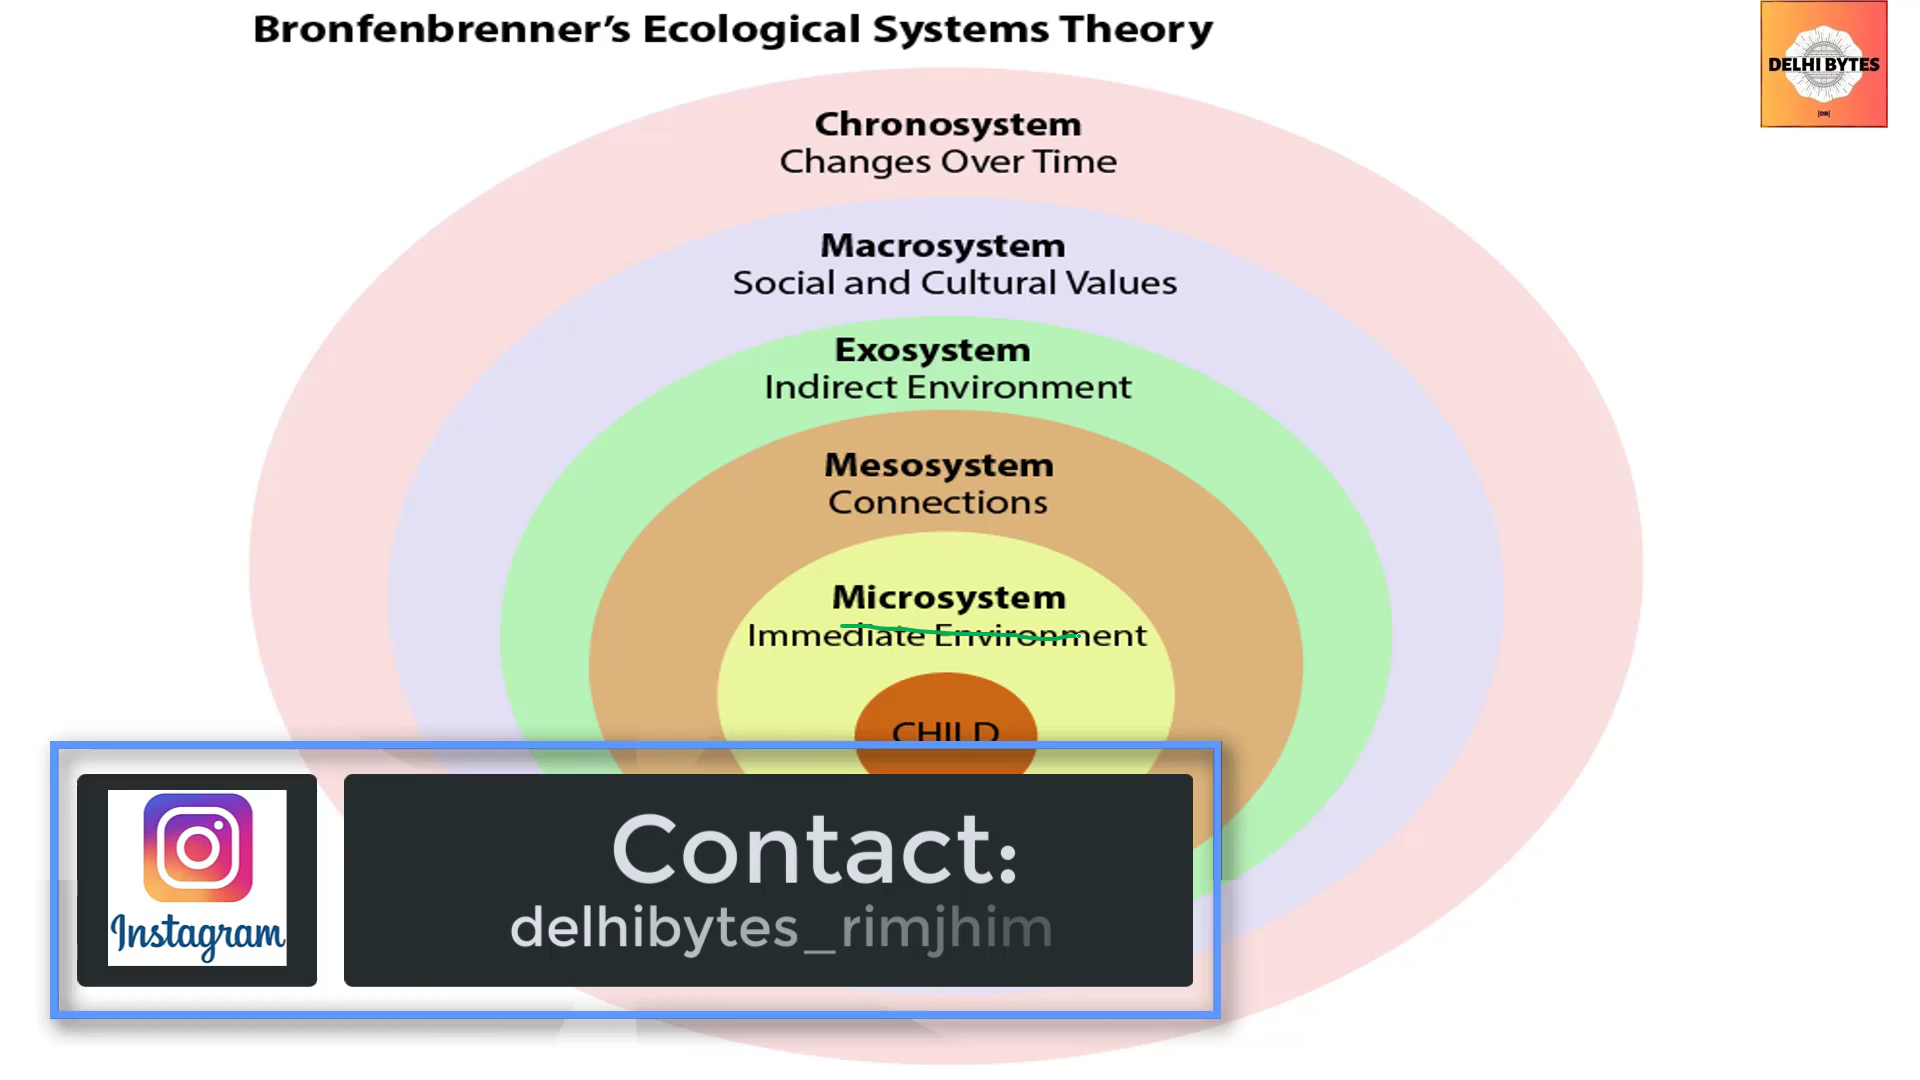 Bronfenbrenner's Ecological Systems Theory
DELHI BYTES
|DB|
Chronosystem
Changes Over Time
Macrosystem
Social and Cultural Values
Exosystem
Indirect Environment
Mesosystem
Connections
Microsystem
Immediate Environment
CHILD
Instagram
Contact:
delhibytes_rimjhim